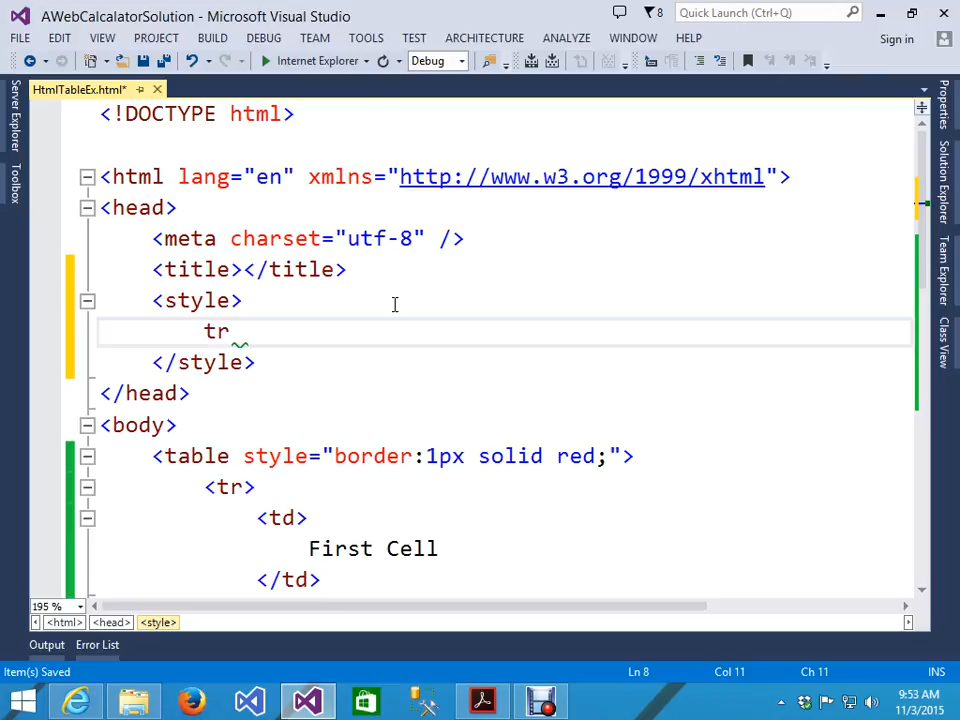 AWebCalcalatorSolution - Microsoft Visual Studio
8
Quick Launch (Ctrl+Q)
FILE EDIT VIEW PROJECT BUILD DEBUG TEAM TOOLS TEST ARCHITECTURE ANALYZE WINDOW HELP
Sign in
Internet Explorer
Debug
Server Explorer
Toolbox
HtmlTableEx.html*
Properties
Solution Explorer
Team Explorer
Class View
<!DOCTYPE html>
<html lang="en" xmlns="http://www.w3.org/1999/xhtml">
<head>
<meta charset="utf-8" />
<title></title>
<style>
tr
</style>
</head>
<body>
<table style="border:1px solid red;">
<tr>
<td>
First Cell
</td>
195 %
<html> <head> <style>
Output Error List
Item(s) Saved
Ln 8
Col 11
Ch 11
INS
9:53 AM
11/3/2015